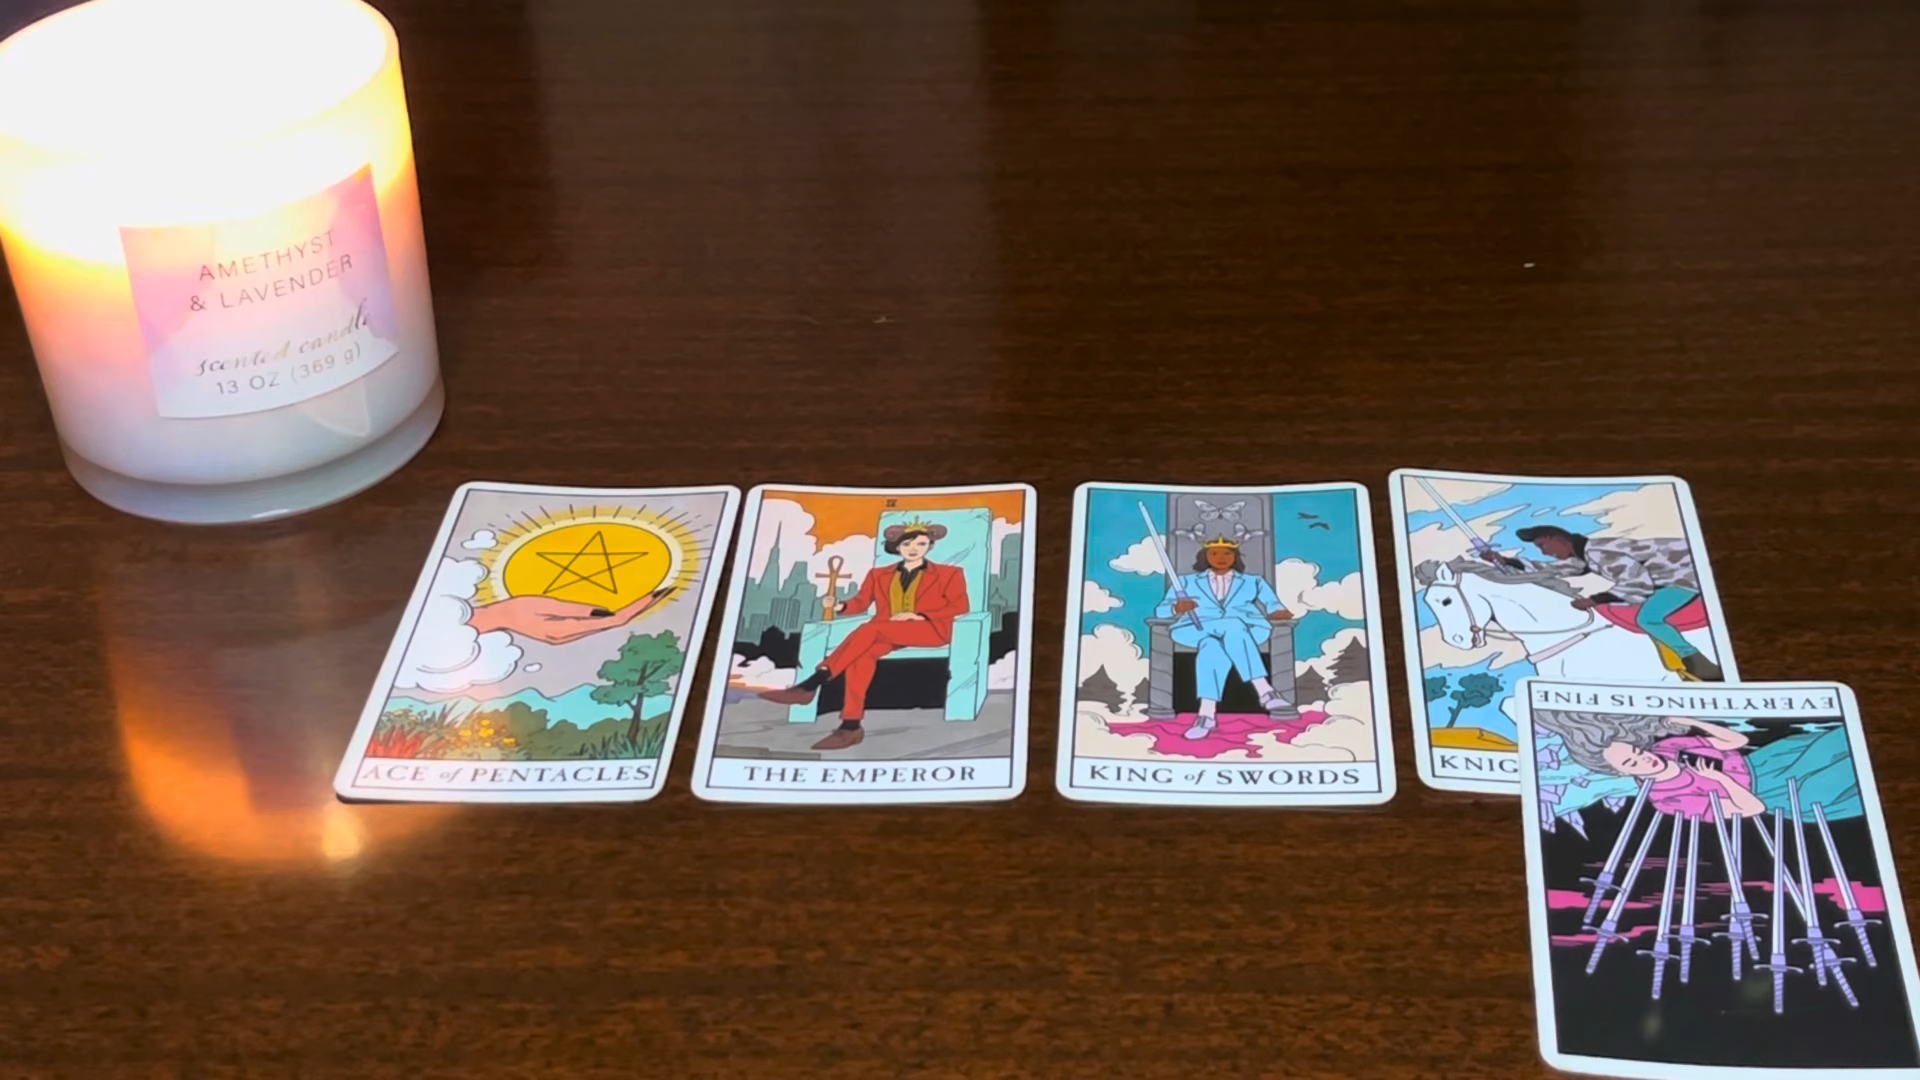 AMETHYST
& LAVENDER
scented candle
13 OZ (369 g)
ACE of PENTACLES
IV
THE EMPEROR
KING of SWORDS
KNIG
EVERYTHING IS FINE